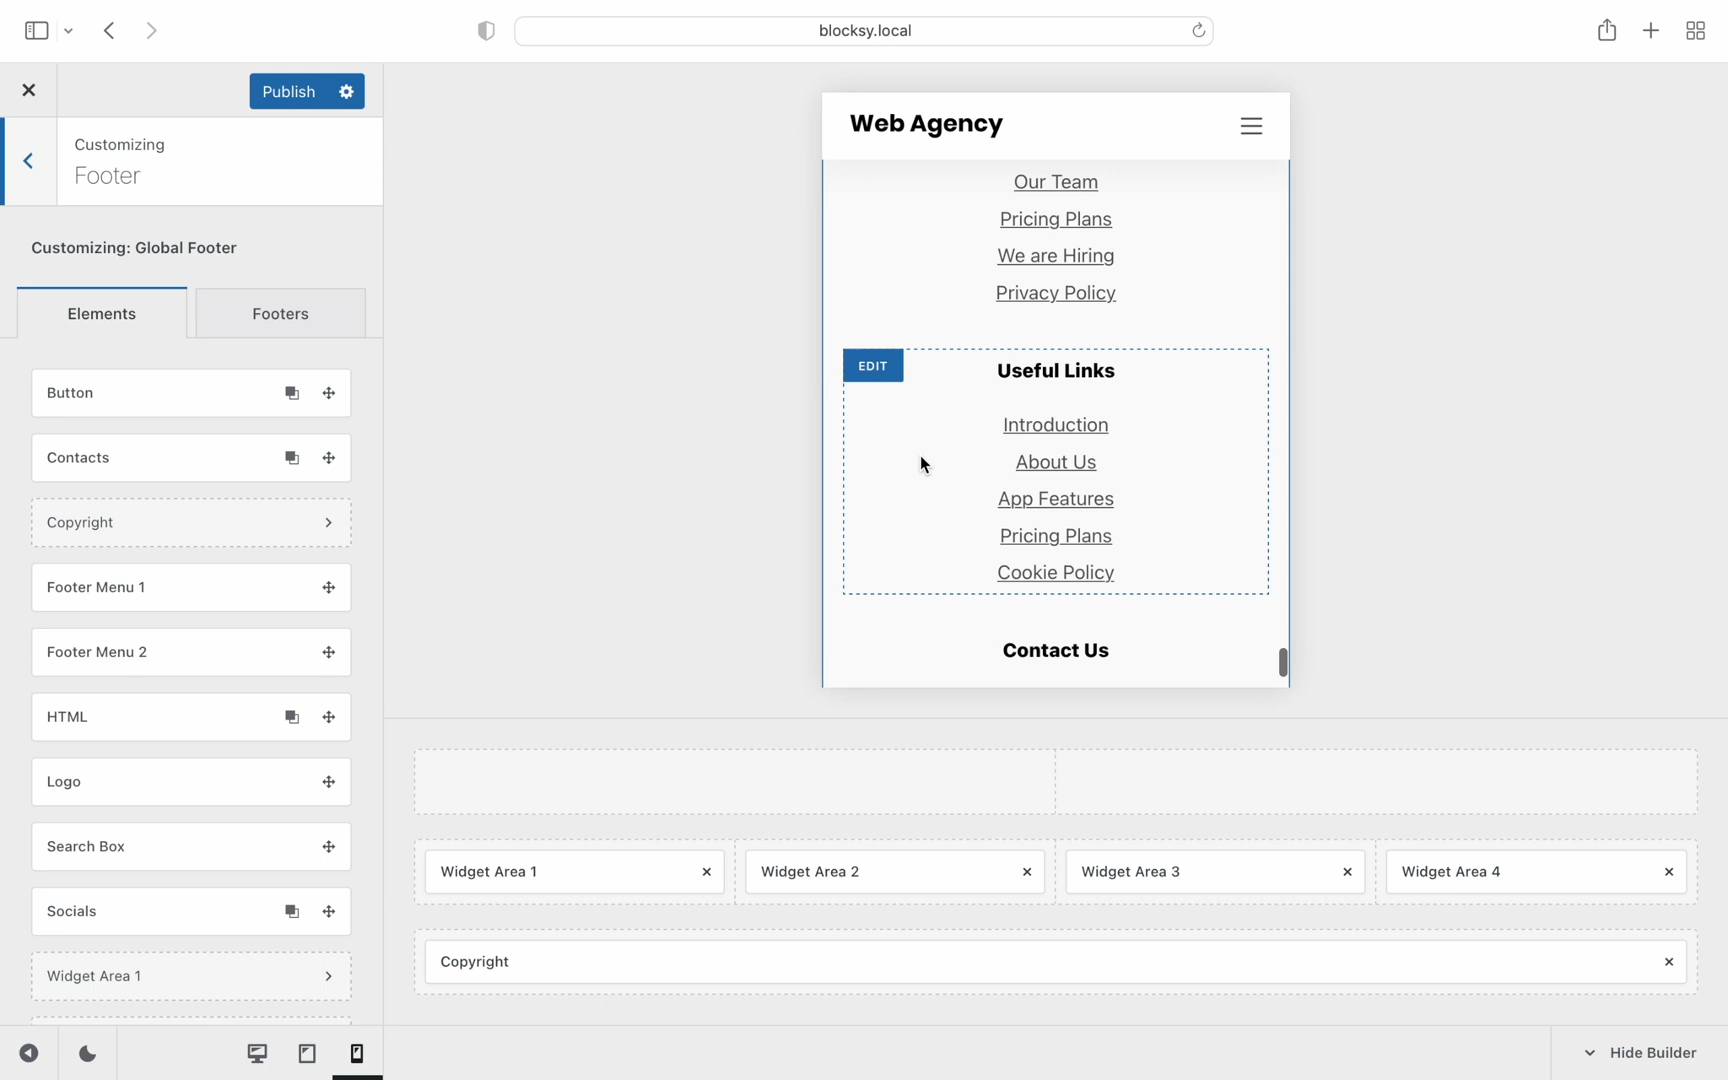 blocksy.local
Publish
Customizing
Footer
Customizing: Global Footer
Elements
Footers
Button
Contacts
Copyright
Footer Menu 1
Footer Menu 2
HTML
Logo
Search Box
Socials
Widget Area 1
Web Agency
Our Team
Pricing Plans
We are Hiring
Privacy Policy
EDIT
Useful Links
Introduction
About Us
App Features
Pricing Plans
Cookie Policy
Contact Us
Widget Area 1
Widget Area 2
Widget Area 3
Widget Area 4
Copyright
Hide Builder